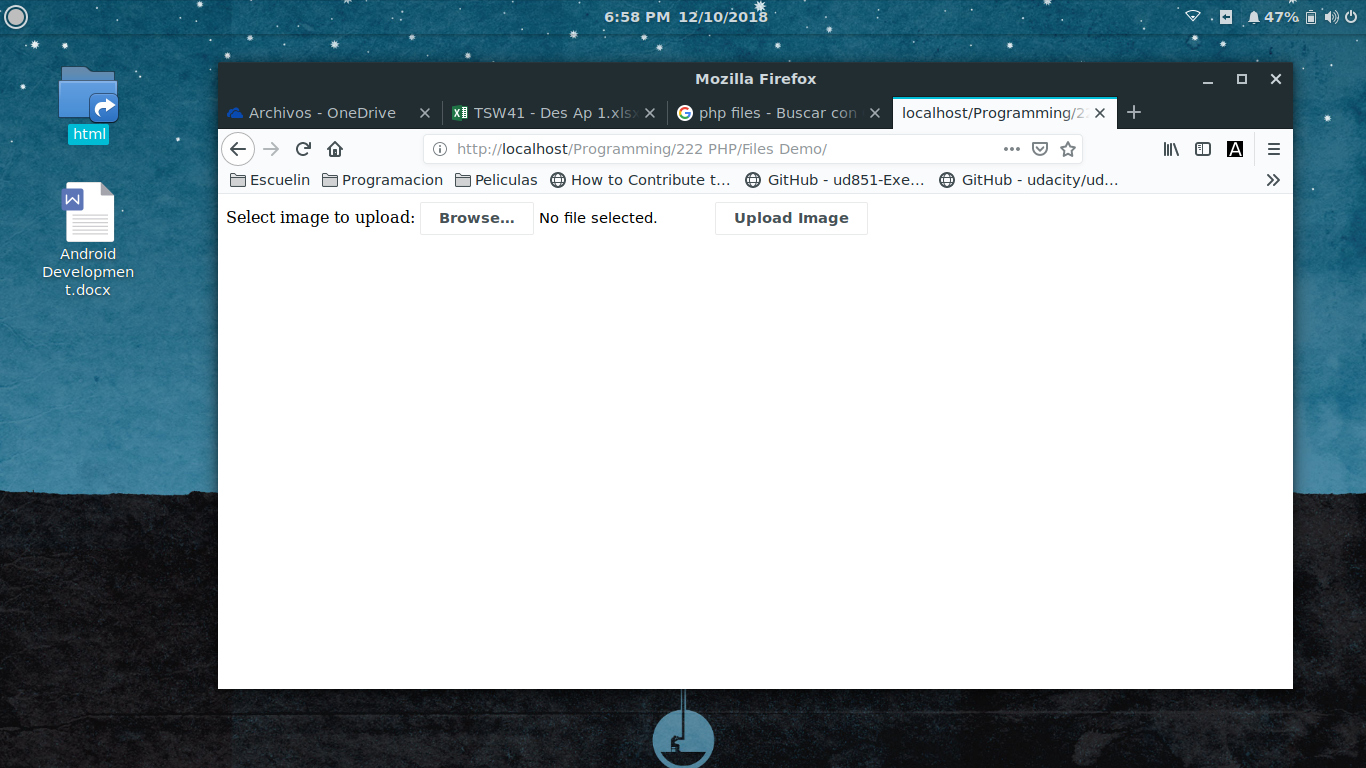 6:58 PM 12/10/2018
47%
html
Android
Developmen
t.docx
Mozilla Firefox
Archivos - OneDrive
TSW41 - Des Ap 1.xlsx
php files - Buscar con
localhost/Programming/22
http://localhost/Programming/222 PHP/Files Demo/
Escuelin
Programacion
Peliculas
How to Contribute t...
GitHub - ud851-Exe...
GitHub - udacity/ud...
Select image to upload: Browse... No file selected. Upload Image